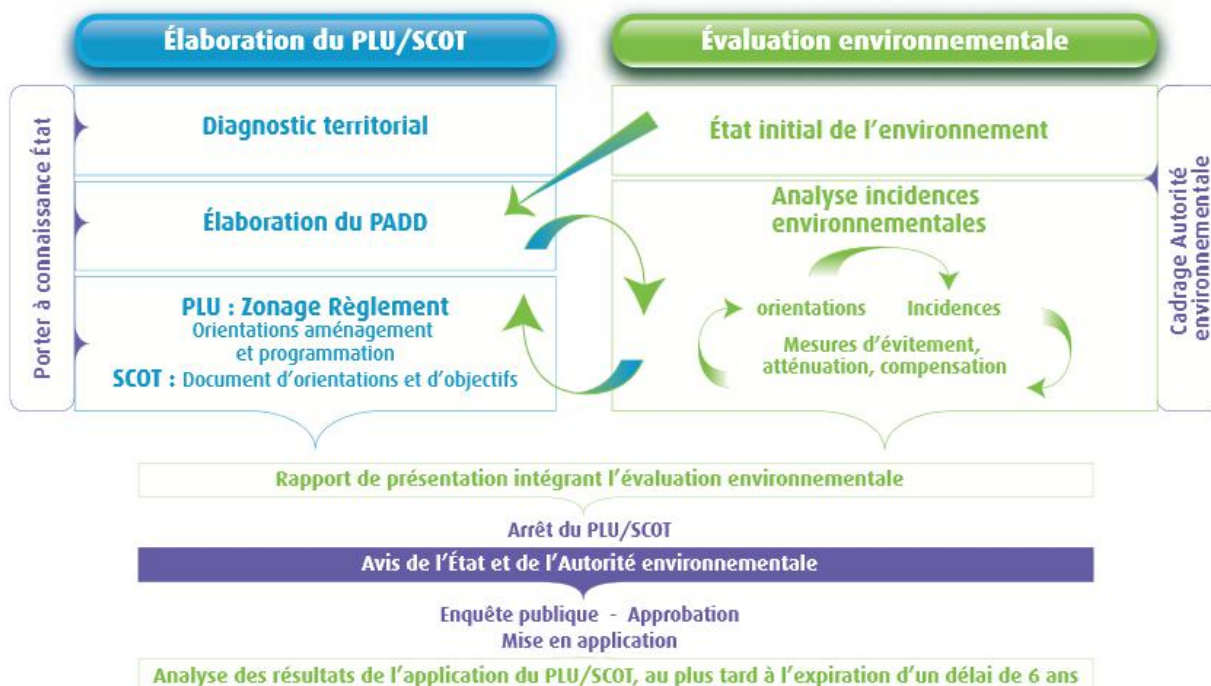 Élaboration du PLU/SCOT
Évaluation environnementale
Porter à connaissance État
Diagnostic territorial
État initial de l'environnement
Cadrage Autorité
environnementale
Élaboration du PADD
Analyse incidences
environnementales
PLU : Zonage Règlement
Orientations aménagement
et programmation
SCOT : Document d'orientations et d'objectifs
orientations
Incidences
Mesures d'évitement,
atténuation, compensation
Rapport de présentation intégrant l'évaluation environnementale
Arrêt du PLU/SCOT
Avis de l'État et de l'Autorité environnementale
Enquête publique - Approbation
Mise en application
Analyse des résultats de l'application du PLU/SCOT, au plus tard à l'expiration d'un délai de 6 ans